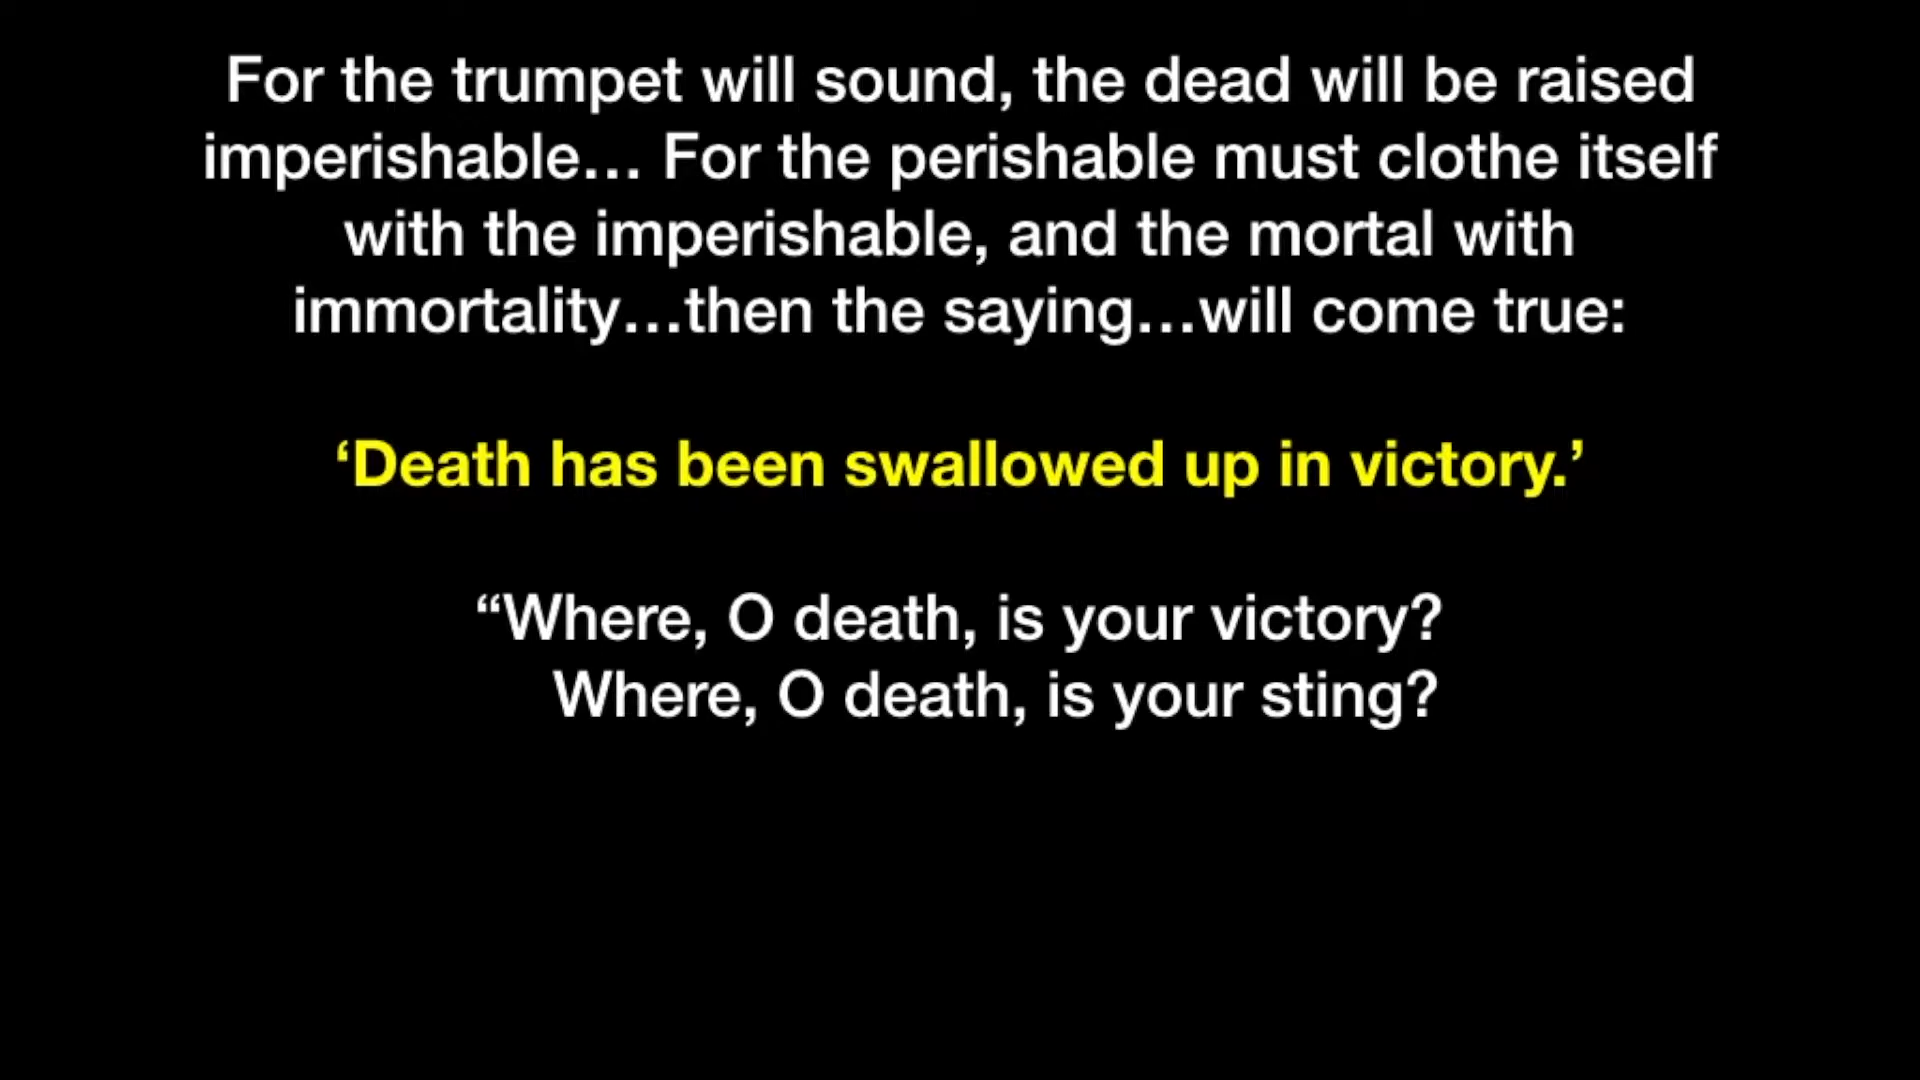 For the trumpet will sound, the dead will be raised
imperishable… For the perishable must clothe itself
with the imperishable, and the mortal with
immortality…then the saying…will come true:
‘Death has been swallowed up in victory.’
“Where, O death, is your victory?
Where, O death, is your sting?